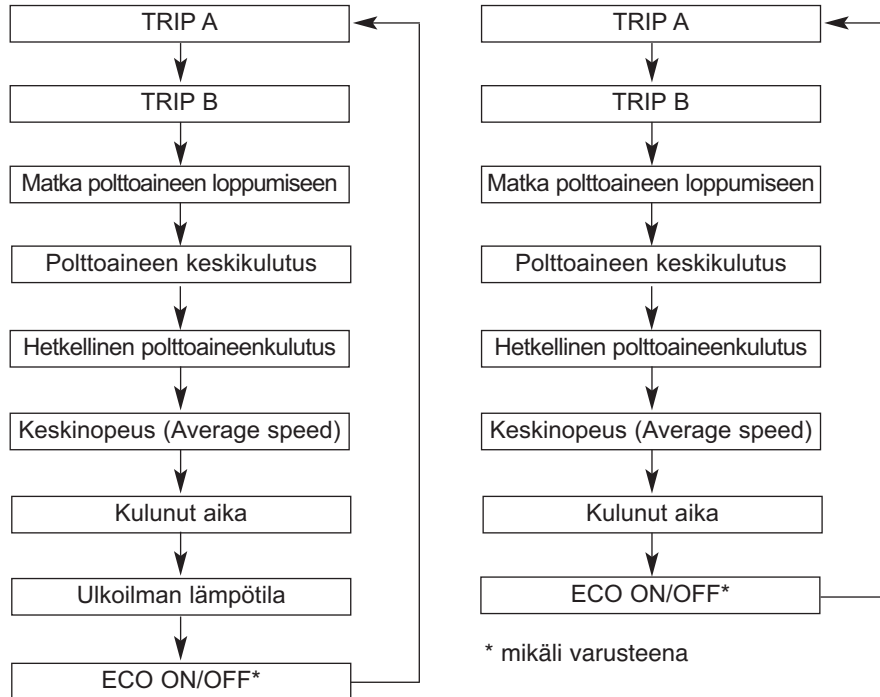 TRIP A
TRIP B
Matka polttoaineen loppumiseen
Polttoaineen keskikulutus
Hetkellinen polttoaineenkulutus
Keskinopeus (Average speed)
Kulunut aika
Ulkoilman lämpötila
ECO ON/OFF*
TRIP A
TRIP B
Matka polttoaineen loppumiseen
Polttoaineen keskikulutus
Hetkellinen polttoaineenkulutus
Keskinopeus (Average speed)
Kulunut aika
ECO ON/OFF*
* mikäli varusteena